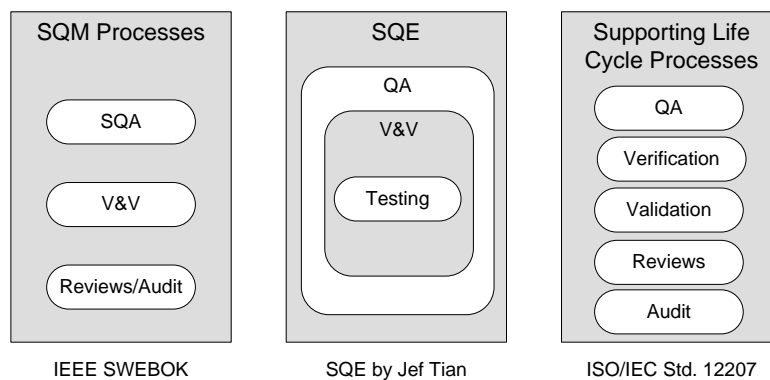 SQM Processes
SQA
V&V
Reviews/Audit
IEEE SWEBOK
SQE
QA
V&V
Testing
SQE by Jef Tian
Supporting Life
Cycle Processes
QA
Verification
Validation
Reviews
Audit
ISO/IEC Std. 12207